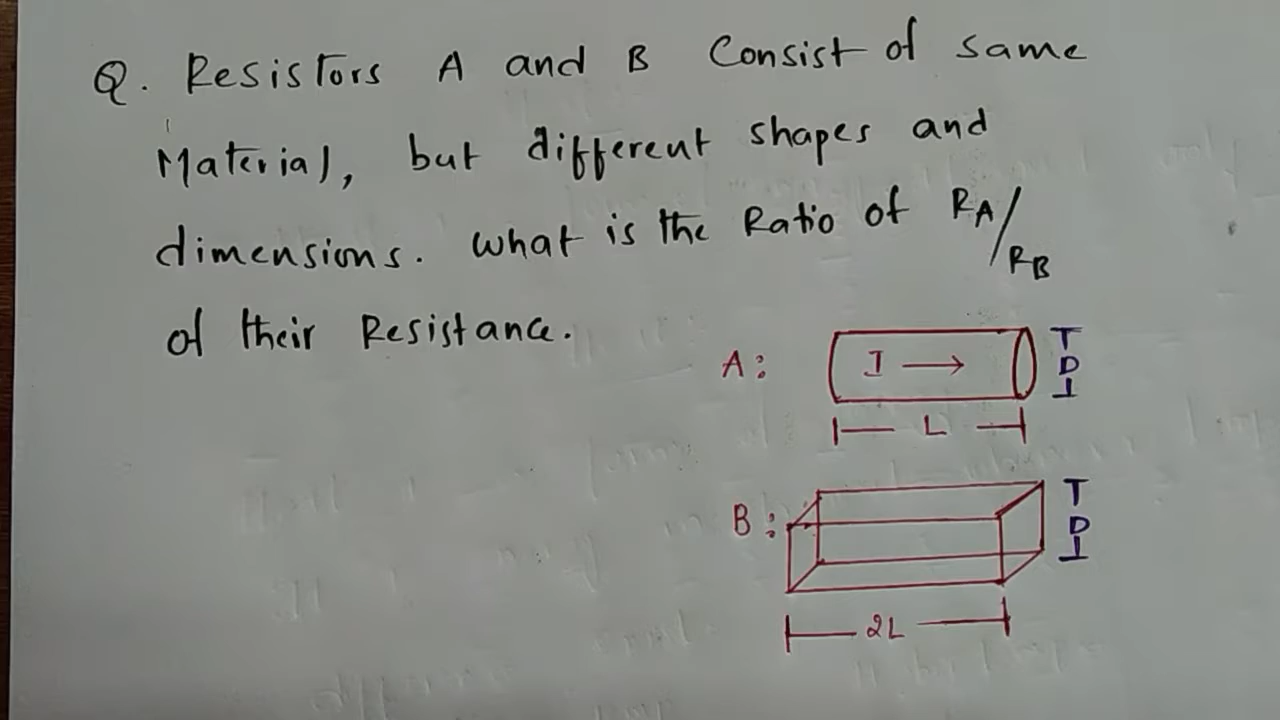 Q. Resistors A and B Consist of same
Material, but different shapes and
dimensions. What is the Ratio of RA/RB
of their Resistance.
A:
I
D
L
B:
D
2L